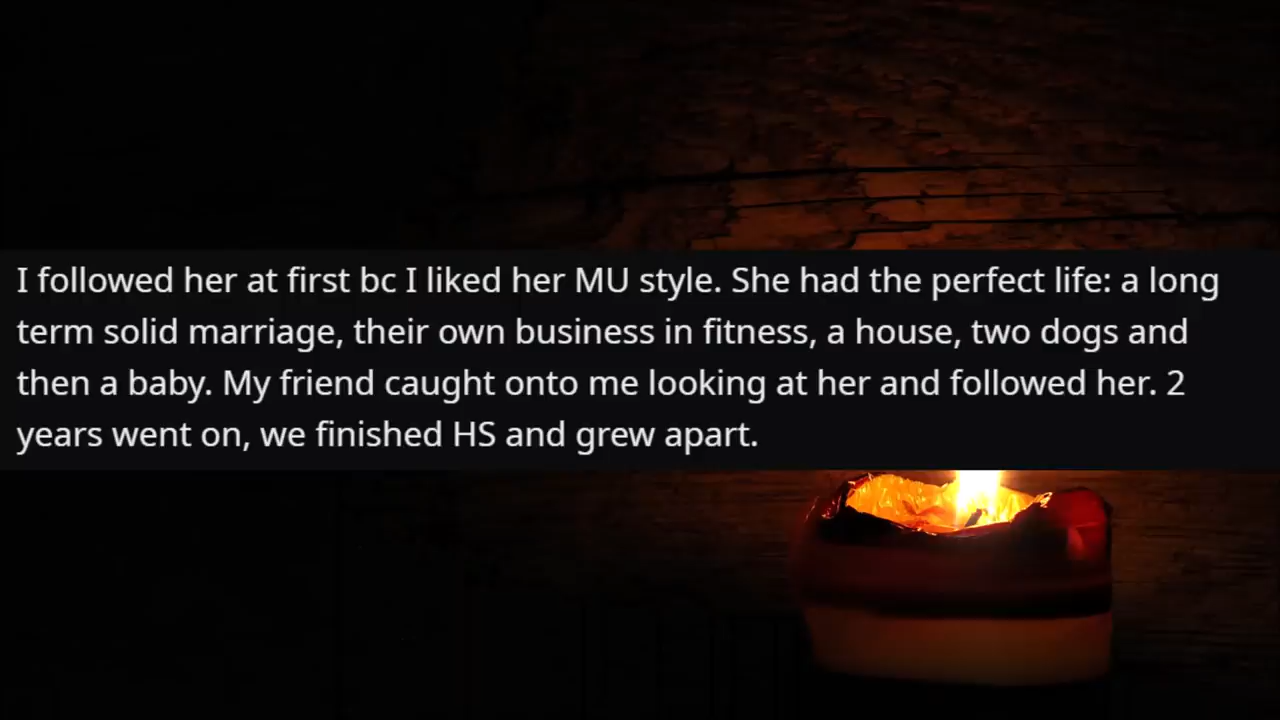 I followed her at first bc I liked her MU style. She had the perfect life: a long
term solid marriage, their own business in fitness, a house, two dogs and
then a baby. My friend caught onto me looking at her and followed her. 2
years went on, we finished HS and grew apart.